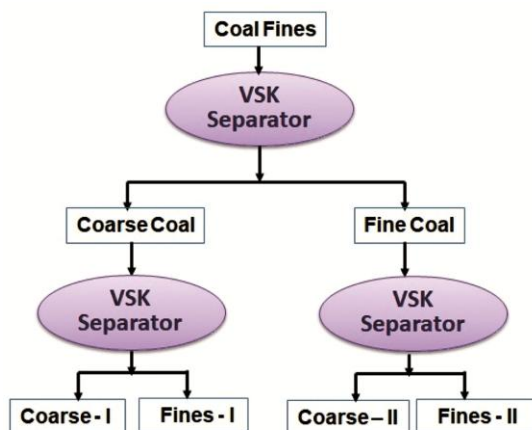 Coal Fines
VSK
Separator
Coarse Coal
Fine Coal
VSK
Separator
VSK
Separator
Coarse - I
Fines - I
Coarse – II
Fines - II